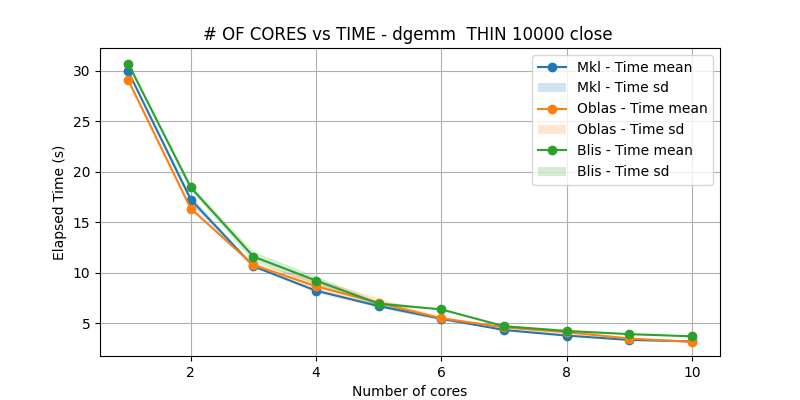 # OF CORES vs TIME - dgemm  THIN 10000 close
Elapsed Time (s)
30
25
20
15
10
5
Mkl - Time mean
Mkl - Time sd
Oblas - Time mean
Oblas - Time sd
Blis - Time mean
Blis - Time sd
2 4 6 8 10
Number of cores